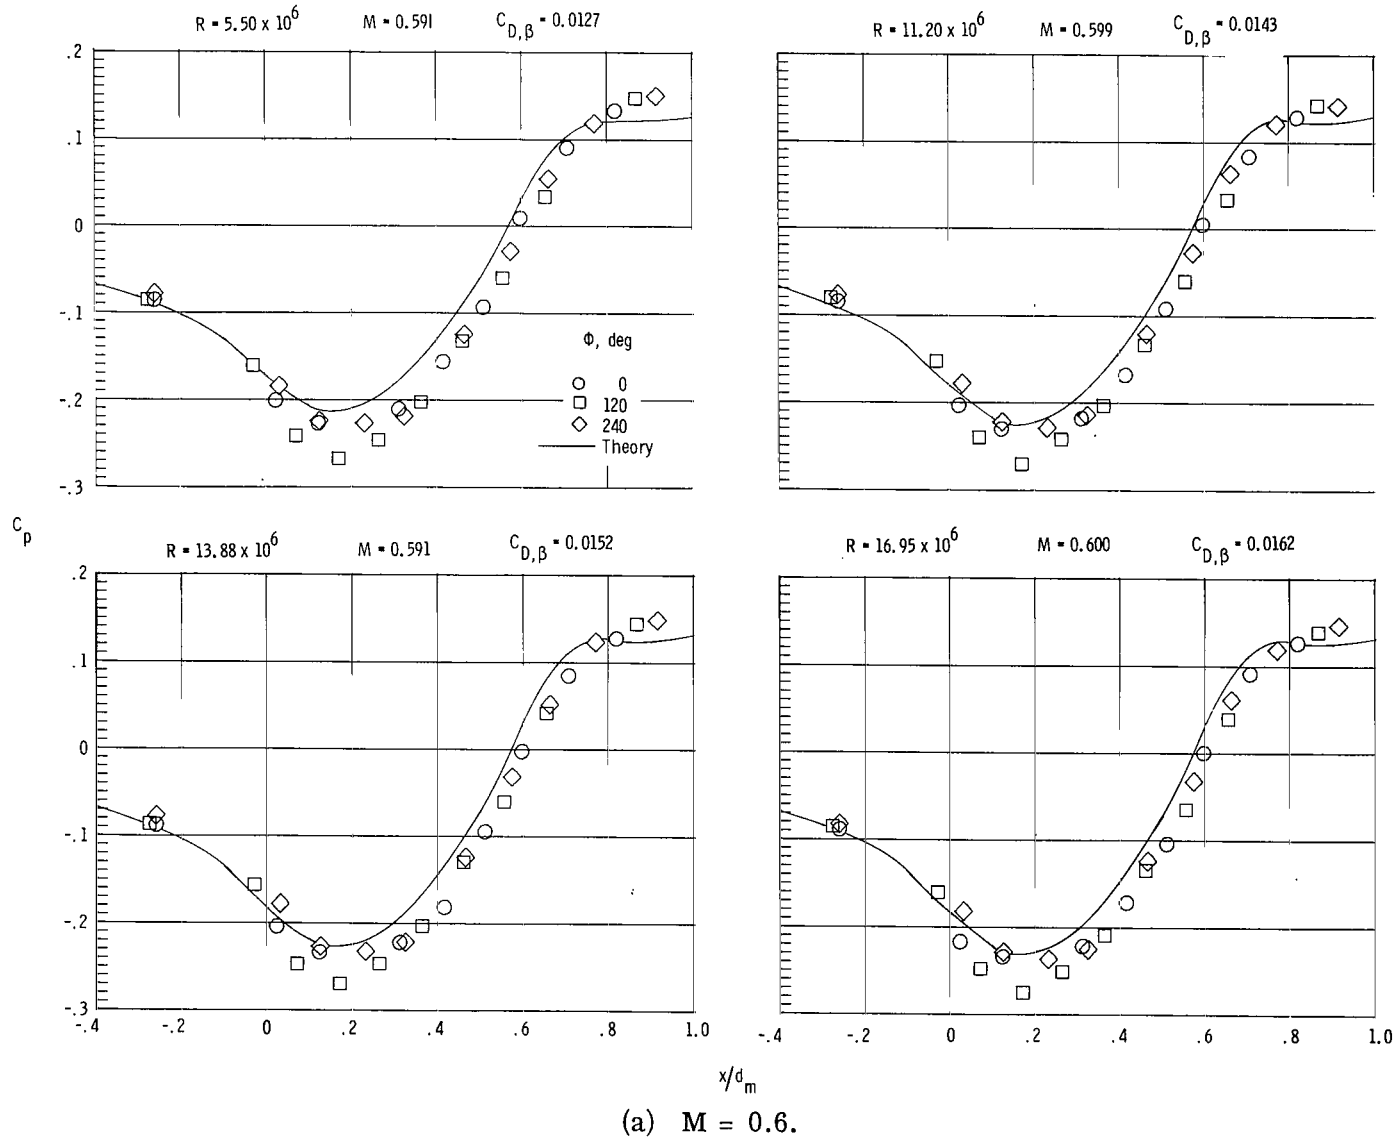 R = 5.50 x 10^6 M = 0.591 C_D,β = 0.0127
R = 11.20 x 10^6 M = 0.599 C_D,β = 0.0143
.2
.1
0
-.1
-.2
-.3
Φ, deg
0
120
240
Theory
C_p
R = 13.88 x 10^6 M = 0.591 C_D,β = 0.0152
R = 16.95 x 10^6 M = 0.600 C_D,β = 0.0162
.2
.1
0
-.1
-.2
-.3
-.4 -.2 0 .2 .4 .6 .8 1.0
-.4 -.2 0 .2 .4 .6 .8 1.0
x/d_m
(a) M = 0.6.